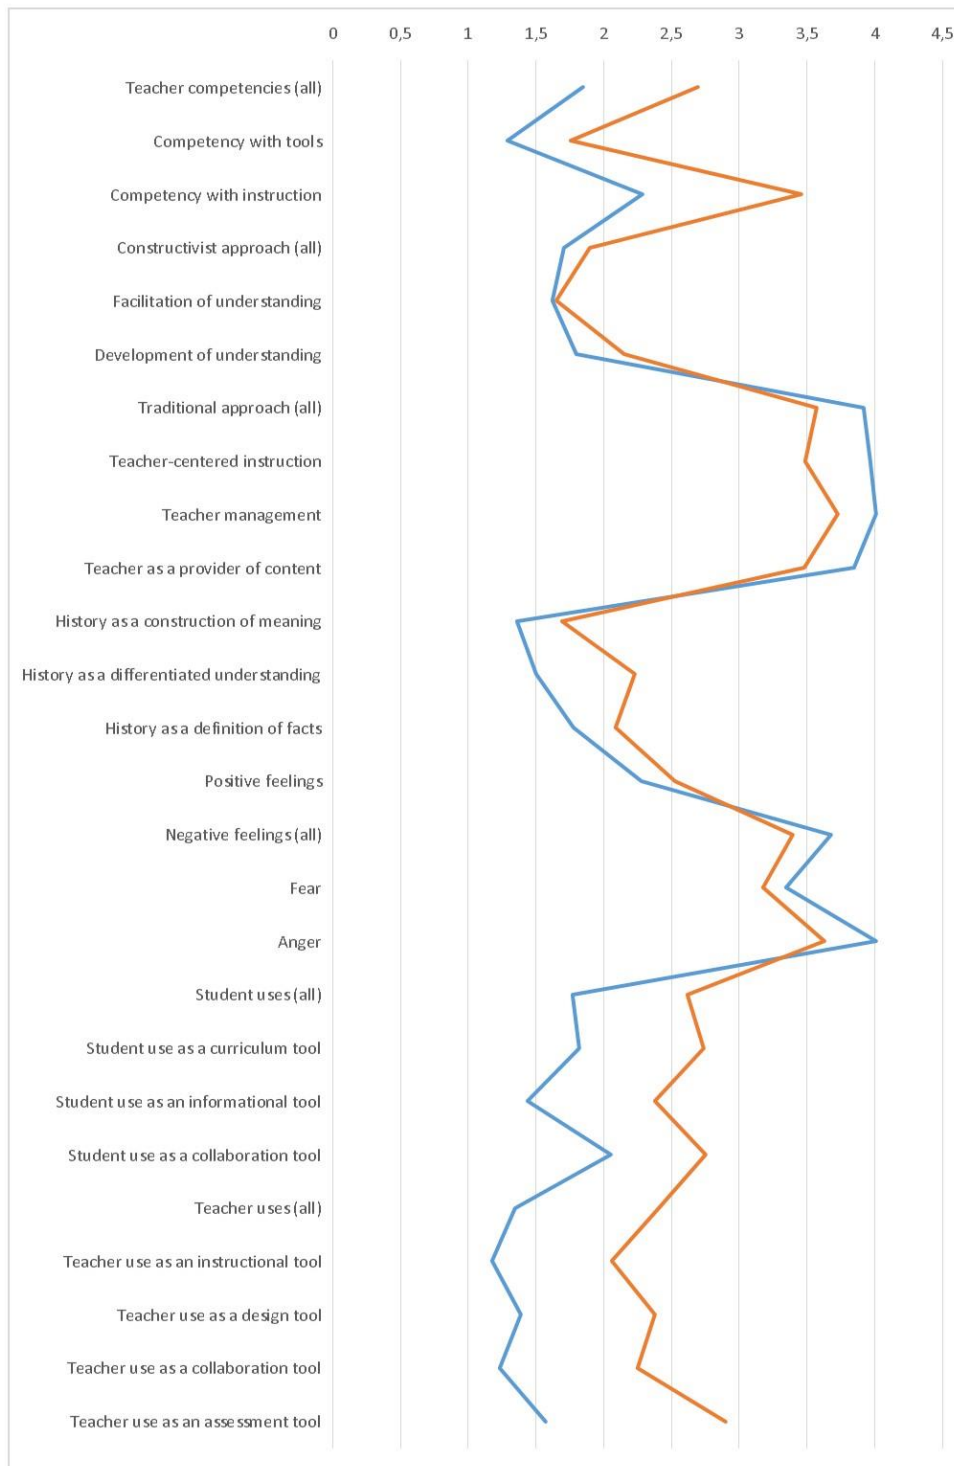 0 0,5 1 1,5 2 2,5 3 3,5 4 4,5
Teacher competencies (all)
Competency with tools
Competency with instruction
Constructivist approach (all)
Facilitation of understanding
Development of understanding
Traditional approach (all)
Teacher-centered instruction
Teacher management
Teacher as a provider of content
History as a construction of meaning
History as a differentiated understanding
History as a definition of facts
Positive feelings
Negative feelings (all)
Fear
Anger
Student uses (all)
Student use as a curriculum tool
Student use as an informational tool
Student use as a collaboration tool
Teacher uses (all)
Teacher use as an instructional tool
Teacher use as a design tool
Teacher use as a collaboration tool
Teacher use as an assessment tool